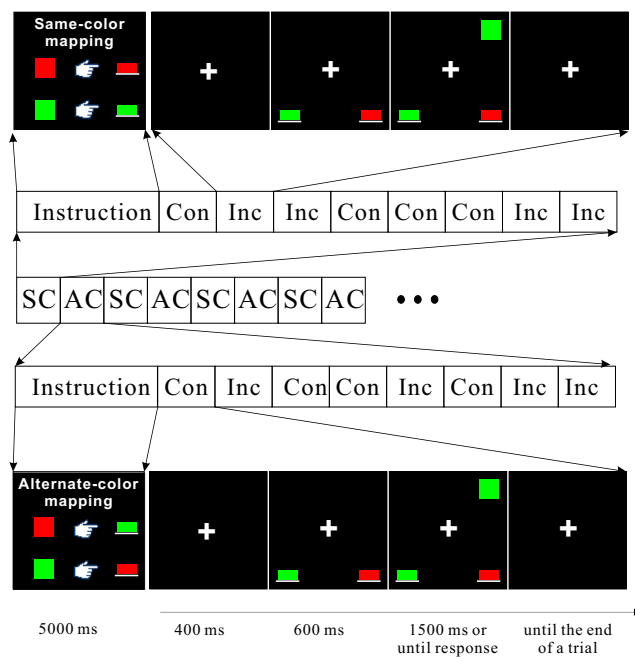 Same-color
mapping
Instruction Con Inc Inc Con Con Con Inc Inc
SC AC SC AC SC AC SC AC • • •
Instruction Con Inc Con Con Inc Con Inc Inc
Alternate-color
mapping
5000 ms 400 ms 600 ms 1500 ms or until the end
until response of a trial